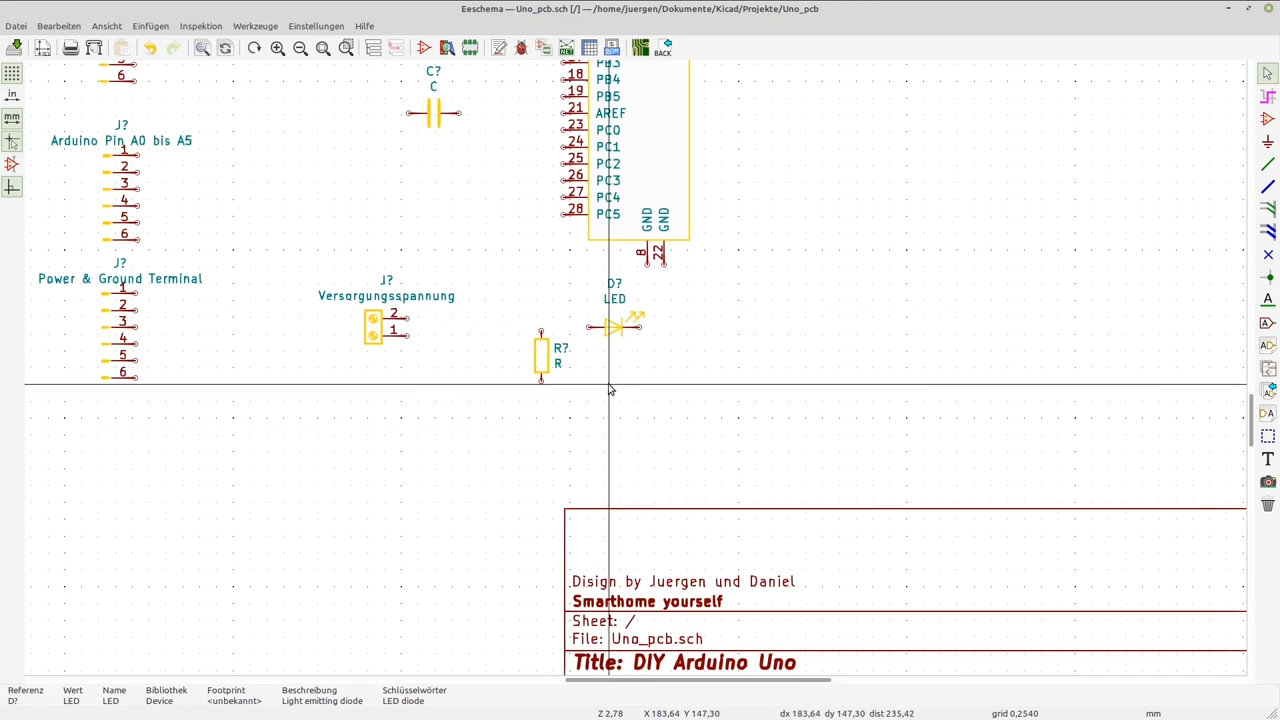 Eeschema — Uno_pcb.sch [/] — /home/juergen/Dokumente/Kicad/Projekte/Uno_pcb
Datei Bearbeiten Ansicht Einfügen Inspektion Werkzeuge Einstellungen Hilfe
BACK
in
mm
6
C?
C
J?
Arduino Pin A0 bis A5
1
2
3
4
5
6
J?
Power & Ground Terminal
1
2
3
4
5
6
J?
Versorgungsspannung
2
1
PB3
18 PB4
19 PB5
21 AREF
23 PC0
24 PC1
25 PC2
26 PC3
27 PC4
28 PC5
GND GND
8 22
D?
LED
R?
R
Disign by Juergen und Daniel
Smarthome yourself
Sheet: /
File: Uno_pcb.sch
Title: DIY Arduino Uno
Referenz Wert Name Bibliothek Footprint Beschreibung Schlüsselwörter
D? LED LED Device <unbekannt> Light emitting diode LED diode
Z 2,78 X 183,64 Y 147,30 dx 183,64 dy 147,30 dist 235,42 grid 0,2540 mm